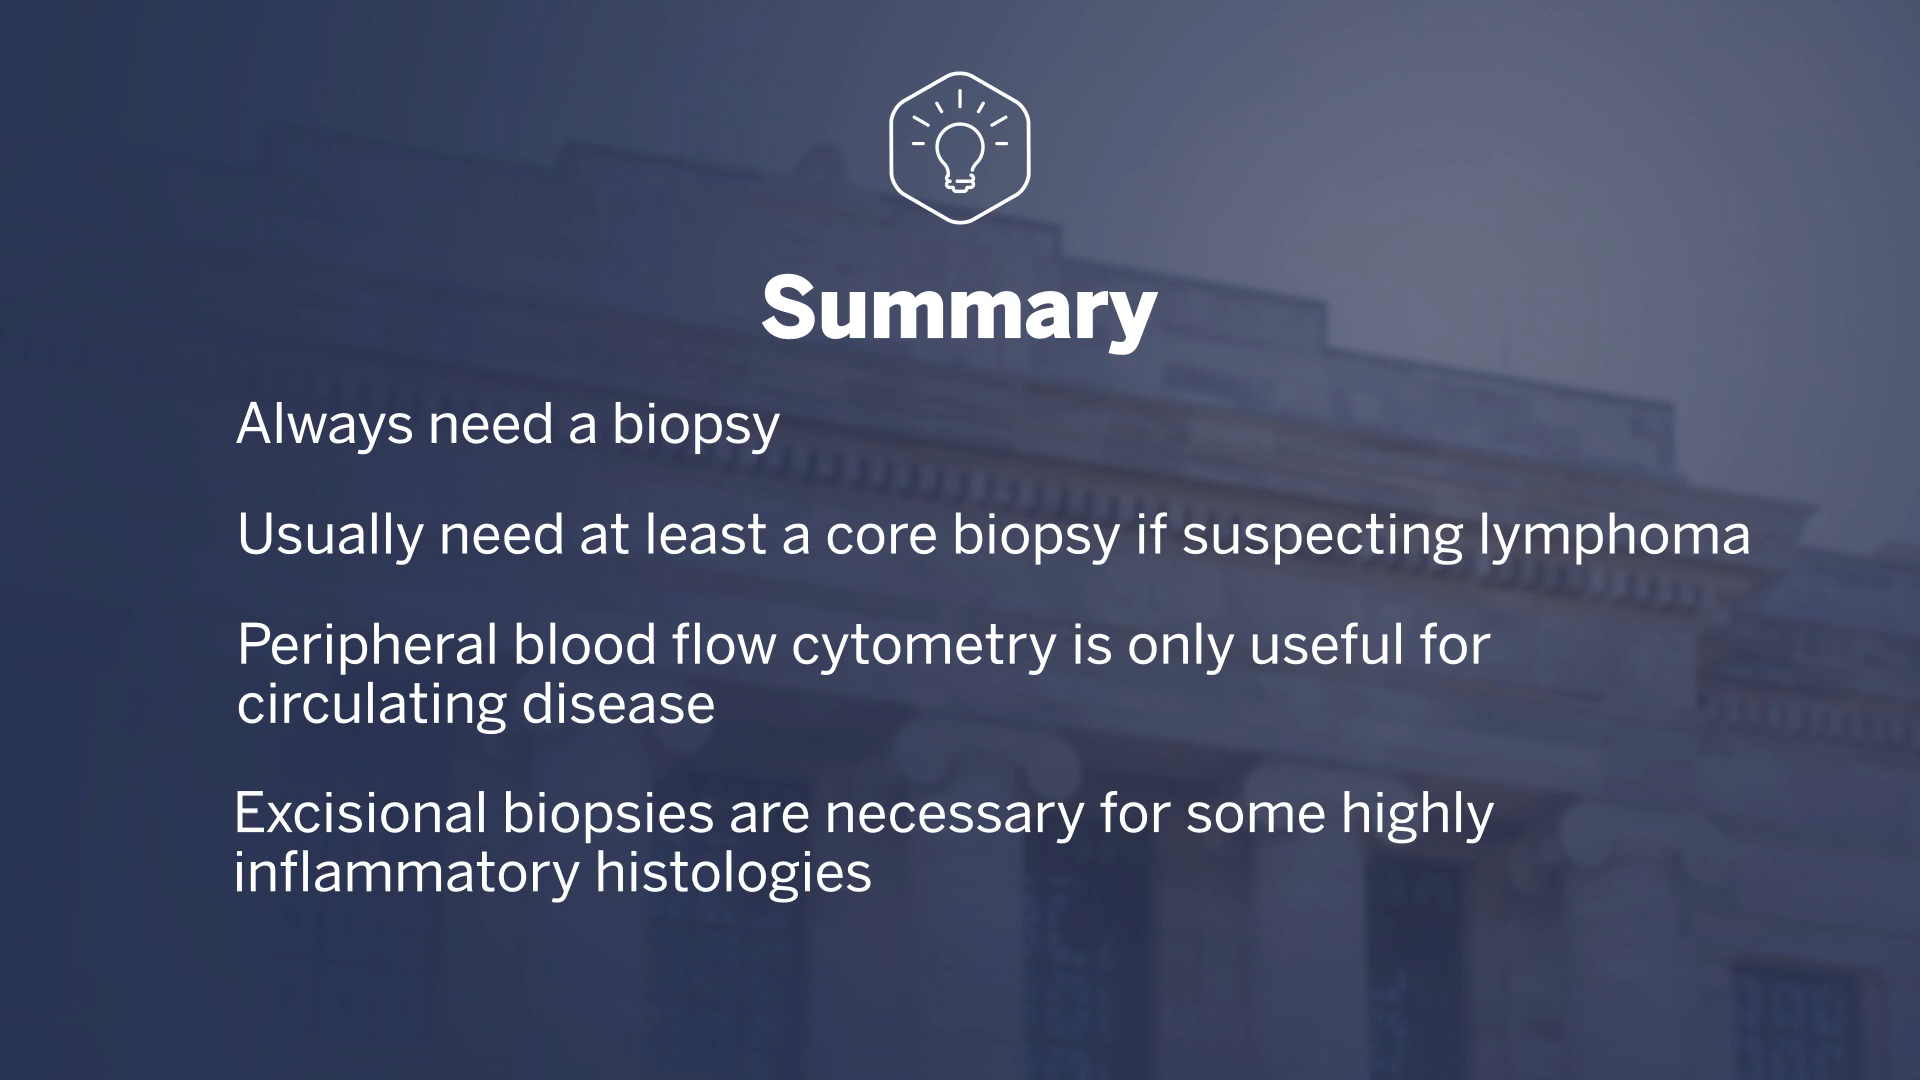 Summary
Always need a biopsy
Usually need at least a core biopsy if suspecting lymphoma
Peripheral blood flow cytometry is only useful for
circulating disease
Excisional biopsies are necessary for some highly
inflammatory histologies